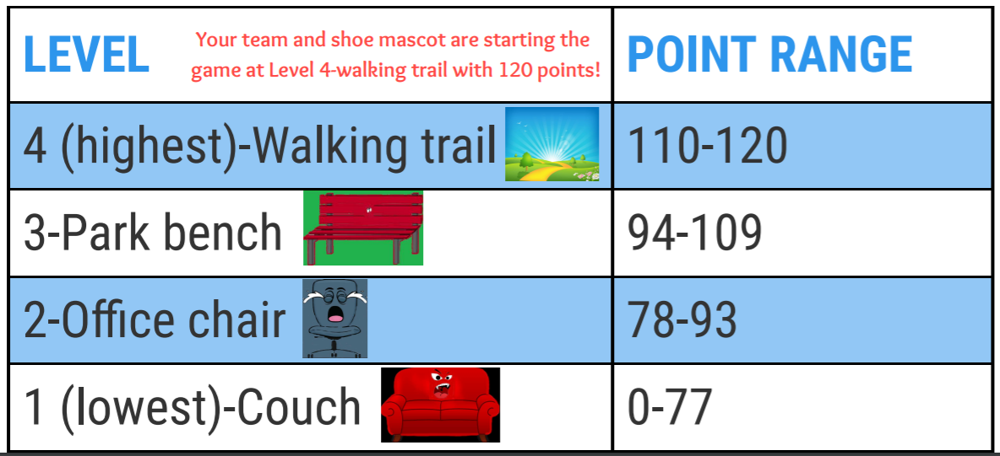 LEVEL
Your team and shoe mascot are starting the
game at Level 4-walking trail with 120 points!
POINT RANGE
4 (highest)-Walking trail
110-120
3-Park bench
94-109
2-Office chair
78-93
1 (lowest)-Couch
0-77